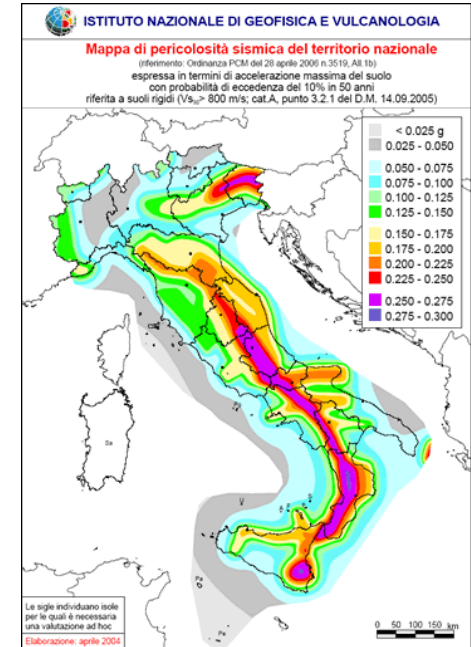 ISTITUTO NAZIONALE DI GEOFISICA E VULCANOLOGIA
Mappa di pericolosità sismica del territorio nazionale
(riferimento: Ordinanza PCM del 28 aprile 2006 n.3519, All.1b)
espressa in termini di accelerazione massima del suolo
con probabilità di eccedenza del 10% in 50 anni
riferita a suoli rigidi (Vs₃₀> 800 m/s; cat.A, punto 3.2.1 del D.M. 14.09.2005)
< 0.025 g
0.025 - 0.050
0.050 - 0.075
0.075 - 0.100
0.100 - 0.125
0.125 - 0.150
0.150 - 0.175
0.175 - 0.200
0.200 - 0.225
0.225 - 0.250
0.250 - 0.275
0.275 - 0.300
Sa
U
Pa
Pe
Le sigle individuano isole
per le quali è necessaria
una valutazione ad hoc
Elaborazione: aprile 2004
0 50 100 150 km